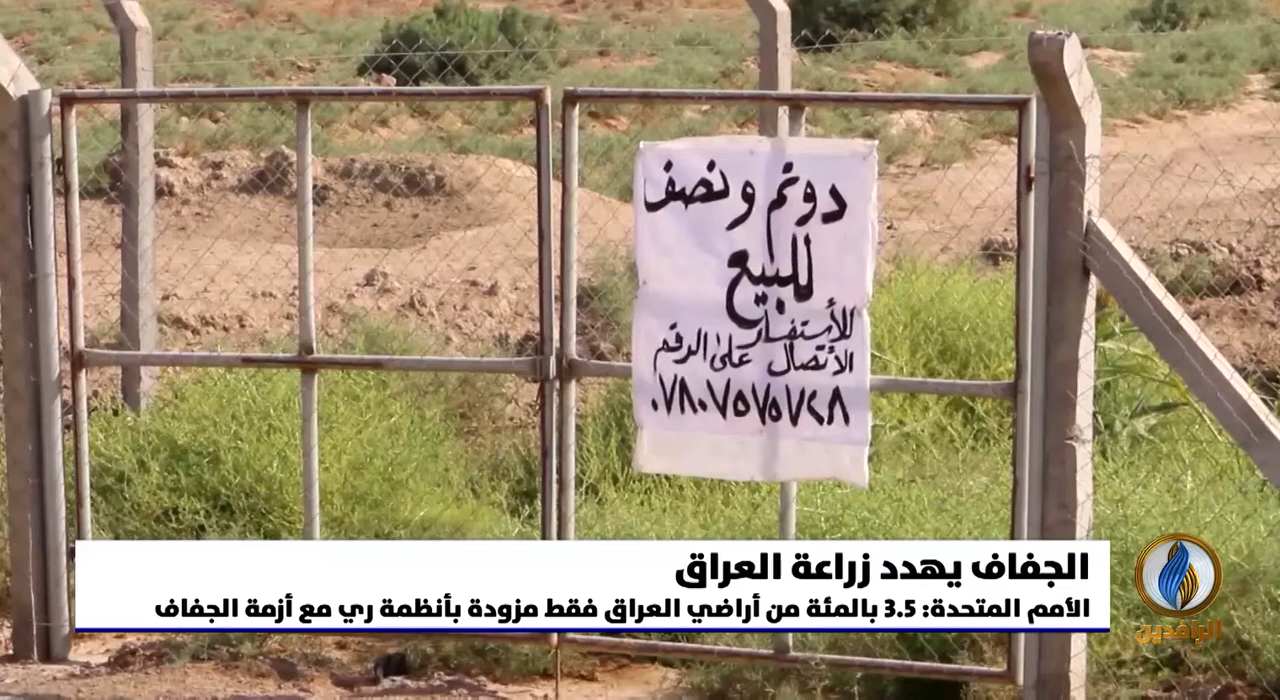 دونم ونصف
للبيع
للأستفسار
الأتصال على الرقم
٠٧٨٠٧٥٧٥٧٢٨
الجفاف يهدد زراعة العراق
الأمم المتحدة: 3.5 بالمئة من أراضي العراق فقط مزودة بأنظمة ري مع أزمة الجفاف
الرافدين